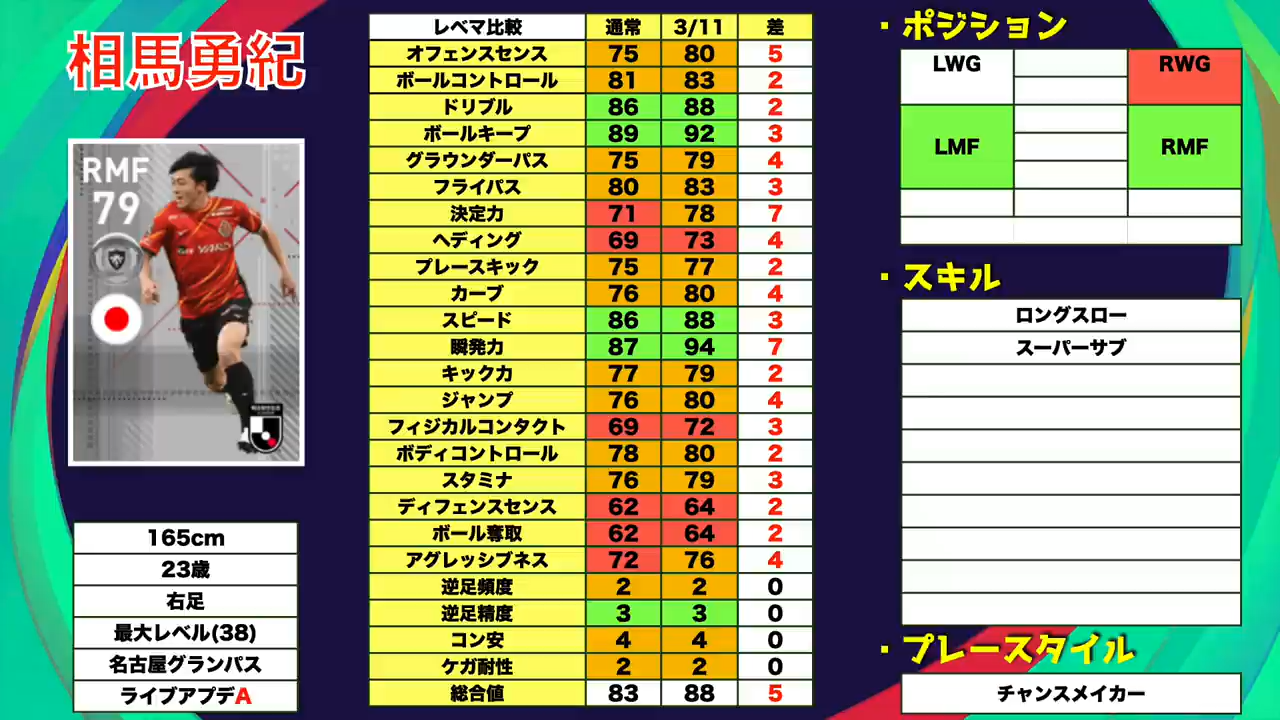 相馬勇紀
RMF
79
165cm
23歳
右足
最大レベル(38)
名古屋グランパス
ライブアプデA
レベマ比較 通常 3/11 差
オフェンスセンス 75 80 5
ボールコントロール 81 83 2
ドリブル 86 88 2
ボールキープ 89 92 3
グラウンダーパス 75 79 4
フライパス 80 83 3
決定力 71 78 7
ヘディング 69 73 4
プレースキック 75 77 2
カーブ 76 80 4
スピード 86 88 3
瞬発力 87 94 7
キック力 77 79 2
ジャンプ 76 80 4
フィジカルコンタクト 69 72 3
ボディコントロール 78 80 2
スタミナ 76 79 3
ディフェンスセンス 62 64 2
ボール奪取 62 64 2
アグレッシブネス 72 76 4
逆足頻度 2 2 0
逆足精度 3 3 0
コン安 4 4 0
ケガ耐性 2 2 0
総合値 83 88 5
・ポジション
LWG RWG
LMF RMF
・スキル
ロングスロー
スーパーサブ
・プレースタイル
チャンスメイカー